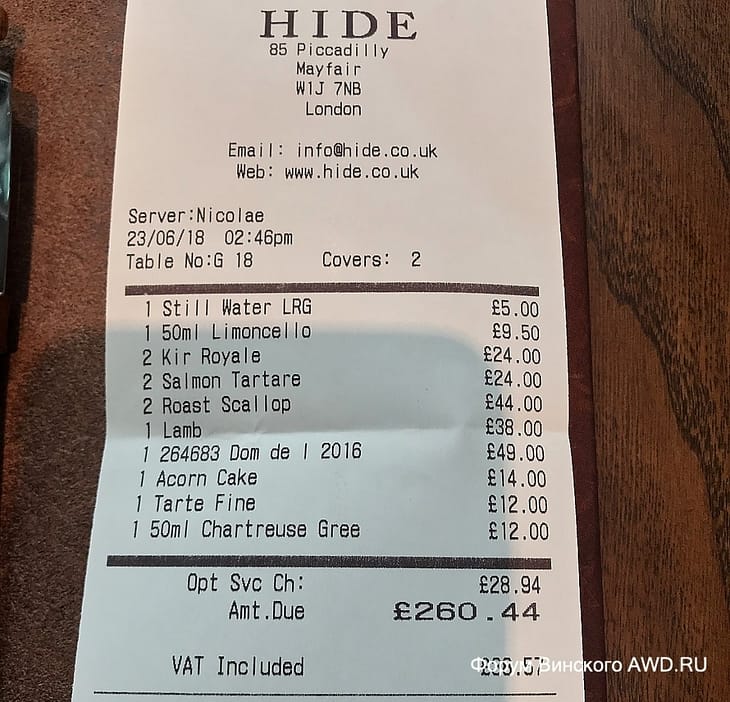 HIDE
85 Piccadilly
Mayfair
W1J 7NB
London
Email: info@hide.co.uk
Web: www.hide.co.uk
Server:Nicolae
23/06/18 02:46pm
Table No:G 18 Covers: 2
1 Still Water LRG £5.00
1 50ml Limoncello £9.50
2 Kir Royale £24.00
2 Salmon Tartare £24.00
2 Roast Scallop £44.00
1 Lamb £38.00
1 264683 Dom de l 2016 £49.00
1 Acorn Cake £14.00
1 Tarte Fine £12.00
1 50ml Chartreuse Gree £12.00
Opt Svc Ch: £28.94
Amt.Due £260.44
VAT Included
Форум Винского AWD.RU